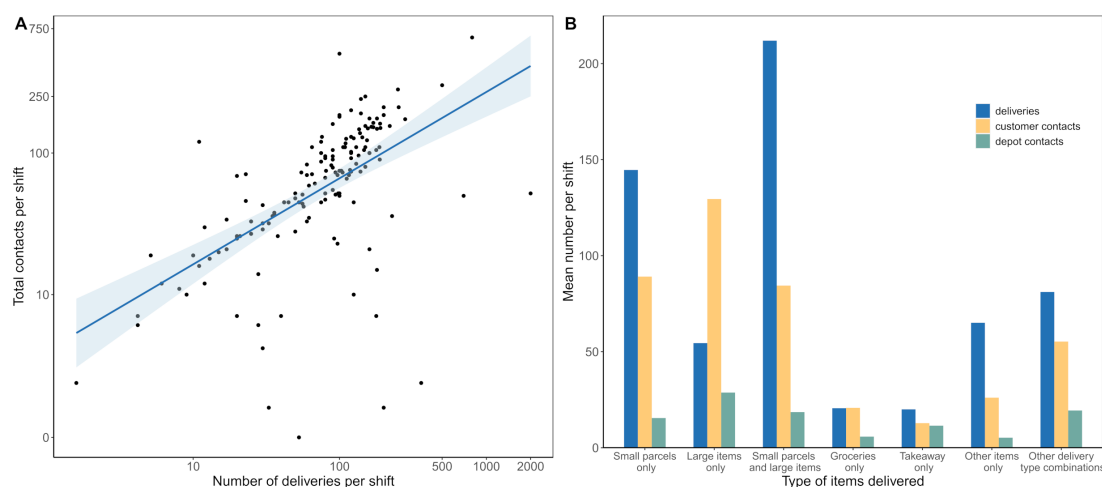 A
Total contacts per shift
750
250
100
10
0
10
100
500
1000
2000
Number of deliveries per shift
B
Mean number per shift
200
150
100
50
0
deliveries
customer contacts
depot contacts
Small parcels
only
Large items
only
Small parcels
and large items
Groceries
only
Takeaway
only
Other items
only
Other delivery
type combinations
Type of items delivered